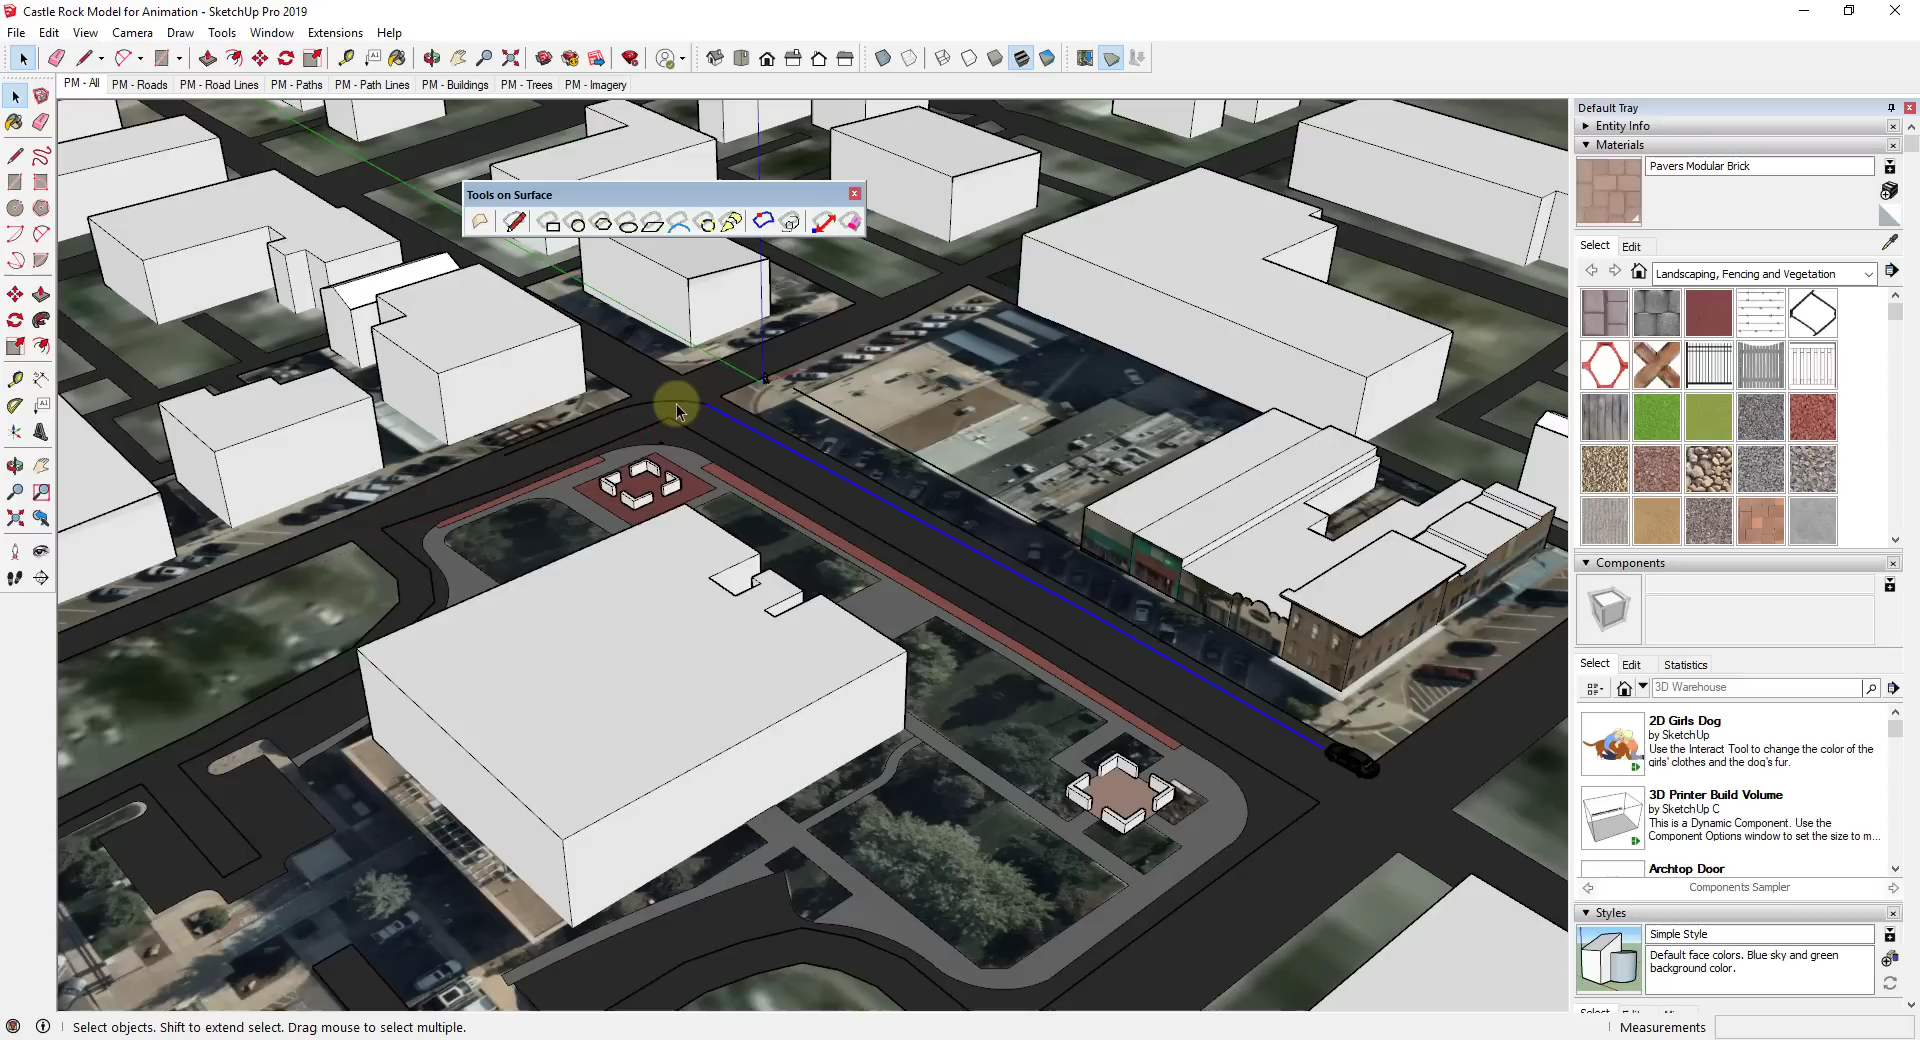 Castle Rock Model for Animation - SketchUp Pro 2019
File Edit View Camera Draw Tools Window Extensions Help
PM - All PM - Roads PM - Road Lines PM - Paths PM - Path Lines PM - Buildings PM - Trees PM - Imagery
Tools on Surface
Default Tray
Entity Info
Materials
Pavers Modular Brick
Select Edit
Landscaping, Fencing and Vegetation
Components
Select Edit Statistics
3D Warehouse
2D Girls Dog
by SketchUp
Use the Interact Tool to change the color of the
girls' clothes and the dog's fur.
3D Printer Build Volume
by SketchUp C
This is a Dynamic Component. Use the
Component Options window to set the size to m...
Archtop Door
Components Sampler
Styles
Simple Style
Default face colors. Blue sky and green
background color.
Select objects. Shift to extend select. Drag mouse to select multiple.
Measurements